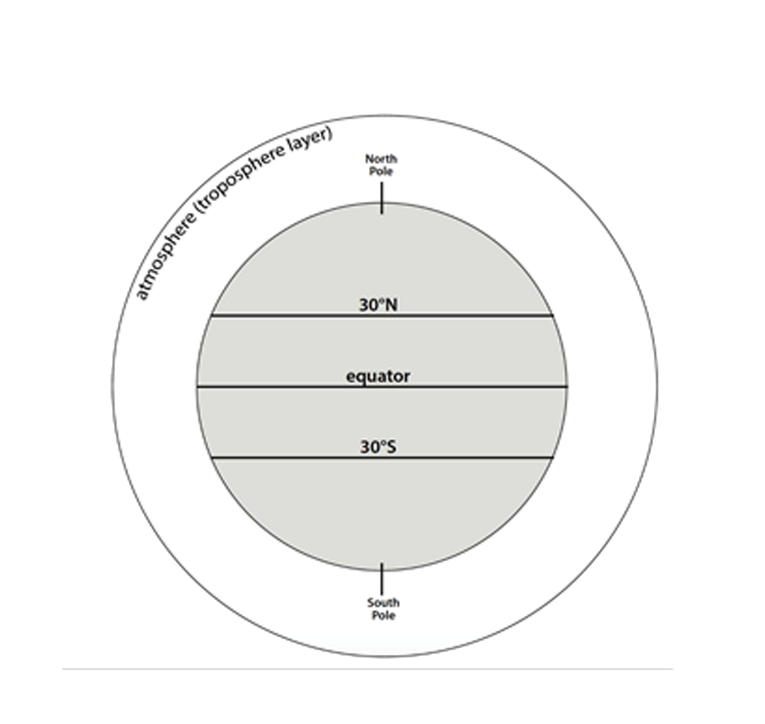 atmosphere (troposphere layer)
North
Pole
30°N
equator
30°S
South
Pole